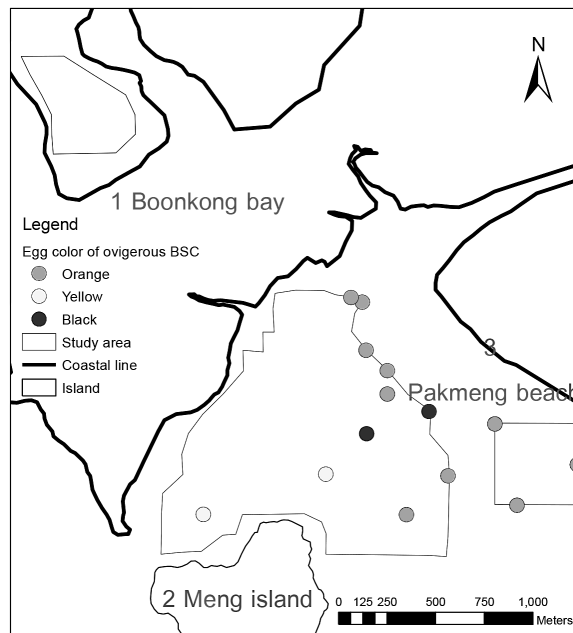 N
1 Boonkong bay
Legend
Egg color of ovigerous BSC
Orange
Yellow
Black
Study area
Coastal line
Island
3
Pakmeng beach
2 Meng island
0 125 250 500 750 1,000
Meters